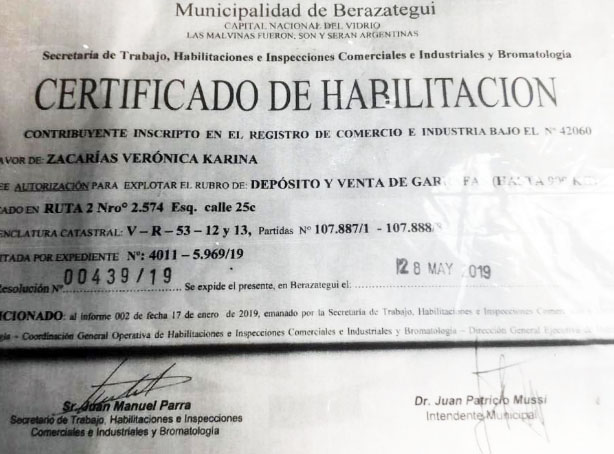 Municipalidad de Berazategui
CAPITAL NACIONAL DEL VIDRIO
LAS MALVINAS FUERON, SON Y SERAN ARGENTINAS
Secretaría de Trabajo, Habilitaciones e Inspecciones Comerciales e Industriales y Bromatología
CERTIFICADO DE HABILITACION
CONTRIBUYENTE INSCRIPTO EN EL REGISTRO DE COMERCIO E INDUSTRIA BAJO EL Nº 42060
AVOR DE: ZACARÍAS VERÓNICA KARINA
EE AUTORIZACIÓN PARA EXPLOTAR EL RUBRO DE: DEPÓSITO Y VENTA DE
CADO EN RUTA 2 Nroº 2.574 Esq. calle 25c
ENCLATURA CATASTRAL: V - R - 53 - 12 y 13, Partidas Nº 107.887/1 - 107.888/
ITADA POR EXPEDIENTE Nº: 4011 - 5.969/19
Resolución Nº 00439/19 Se expide el presente, en Berazategui el 28 MAY 2019
ICIONADO: al informe 002 de fecha 17 de enero de 2019, emanado por la Secretaría de Trabajo, Habilitaciones e Inspecciones
gía - Coordinación General Operativa de Habilitaciones e Inspecciones Comerciales e Industriales y Bromatología - Dirección General Ejecutiva de
Sr. Juan Manuel Parra
Secretario de Trabajo, Habilitaciones e Inspecciones
Comerciales e Industriales y Bromatología
Dr. Juan Patricio Mussi
Intendente Municipal